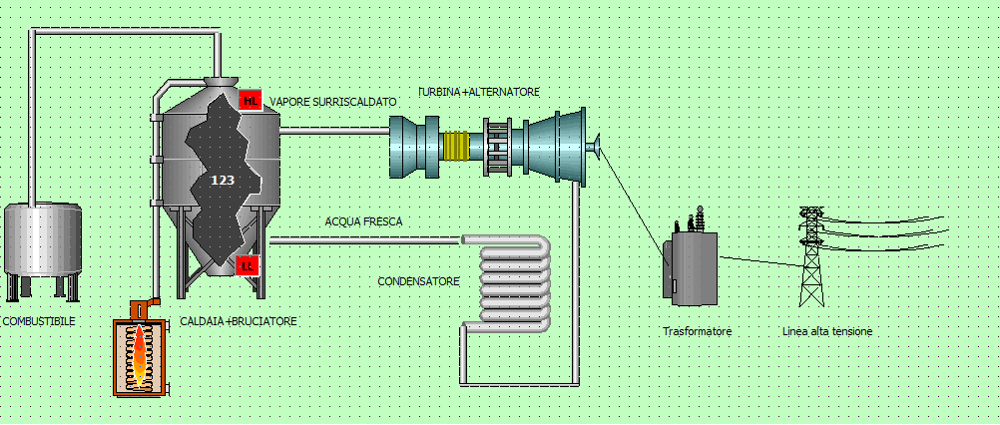 TURBINA+ALTERNATORE
HL
VAPORE SURRISCALDATO
123
ACQUA FRESCA
LL
CONDENSATORE
COMBUSTIBILE
CALDAIA+BRUCIATORE
Trasformatore
Linea alta tensione